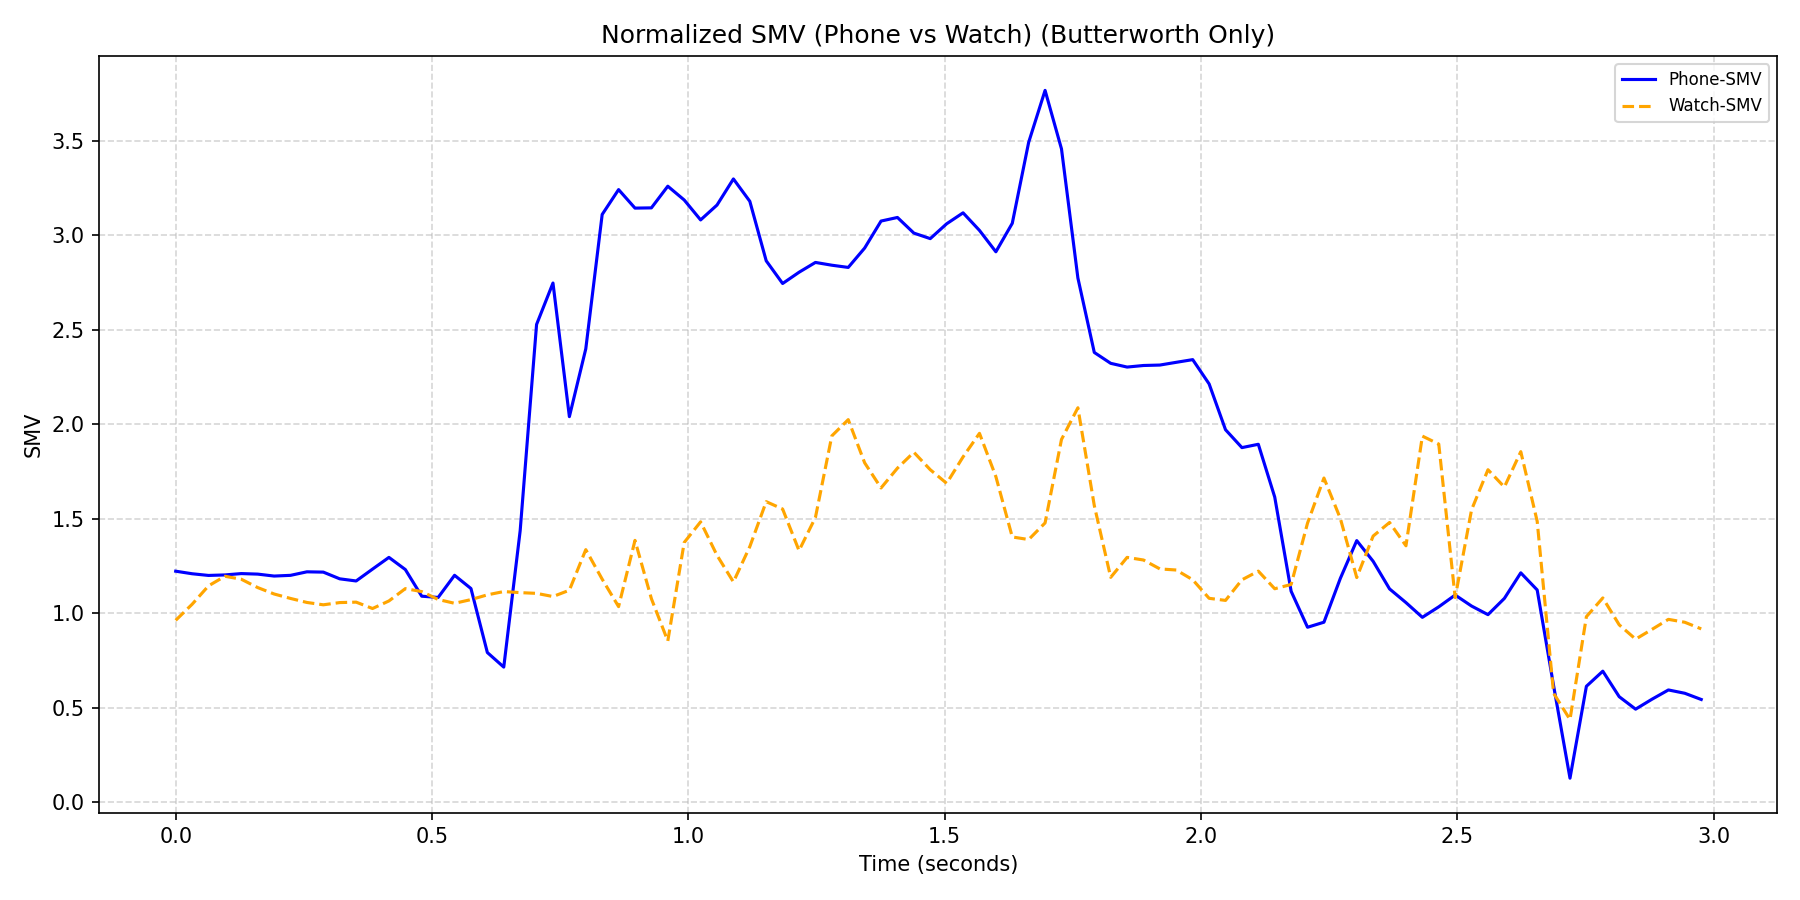 Normalized SMV (Phone vs Watch) (Butterworth Only)
Phone-SMV
Watch-SMV
SMV
3.5
3.0
2.5
2.0
1.5
1.0
0.5
0.0
0.0 0.5 1.0 1.5 2.0 2.5 3.0
Time (seconds)